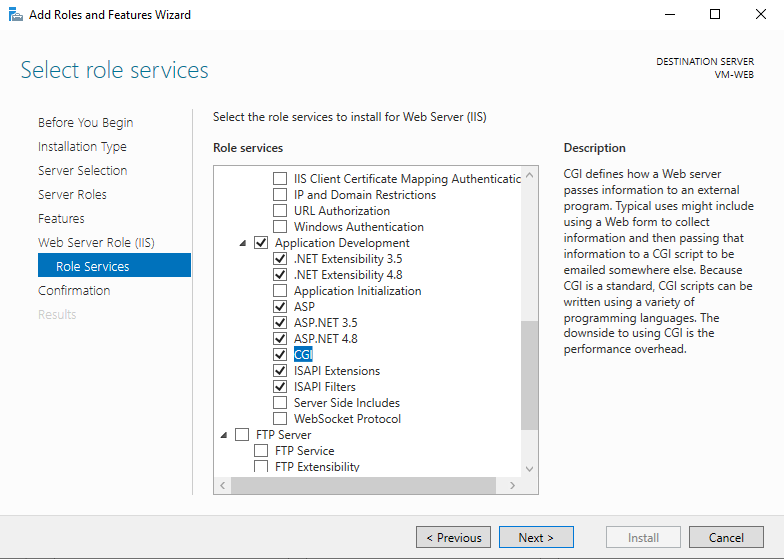 Add Roles and Features Wizard
Select role services
DESTINATION SERVER
VM-WEB
Before You Begin
Installation Type
Server Selection
Server Roles
Features
Web Server Role (IIS)
Role Services
Confirmation
Results
Select the role services to install for Web Server (IIS)
Role services
IIS Client Certificate Mapping Authenticatic
IP and Domain Restrictions
URL Authorization
Windows Authentication
Application Development
.NET Extensibility 3.5
.NET Extensibility 4.8
Application Initialization
ASP
ASP.NET 3.5
ASP.NET 4.8
CGI
ISAPI Extensions
ISAPI Filters
Server Side Includes
WebSocket Protocol
FTP Server
FTP Service
FTP Extensibility
Description
CGI defines how a Web server
passes information to an external
program. Typical uses might include
using a Web form to collect
information and then passing that
information to a CGI script to be
emailed somewhere else. Because
CGI is a standard, CGI scripts can be
written using a variety of
programming languages. The
downside to using CGI is the
performance overhead.
< Previous
Next >
Install
Cancel